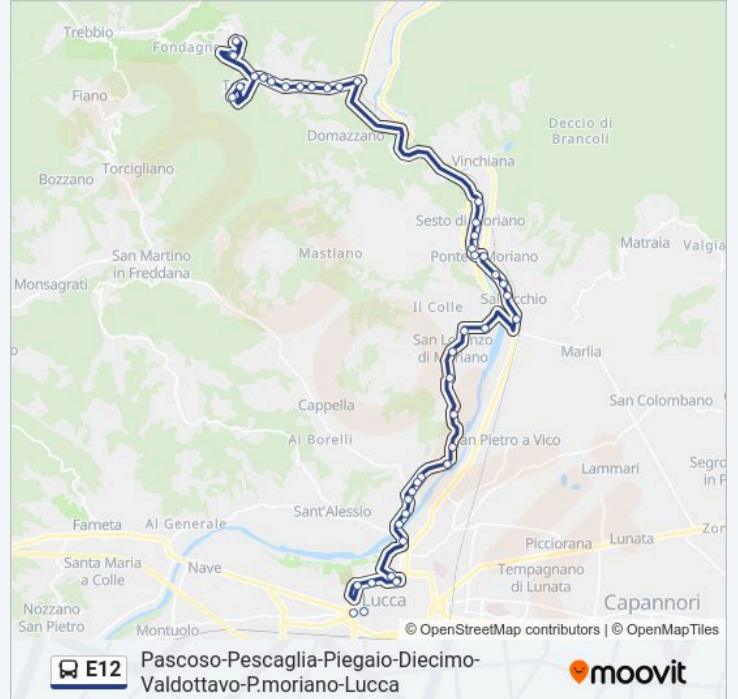 Trebbio
Fondagn
Fiano
Deccio di
Brancoli
Domazzano
Vinchiana
Torcigliano
Bozzano
Sesto di Moriano
Matraia Valgia
San Martino
in Freddana
Mastiano
Ponte Moriano
Monsagrati
Il Colle
San Lorenzo
di Moriano
Marlia
Cappella
San Colombano
Ai Borelli
San Pietro a Vico
Lammari
Segro
in P
Sant'Alessio
Farneta
Al Generale
Zon
Picciorana
Lunata
Santa Maria
a Colle
Nave
Tempagnano
di Lunata
Nozzano
San Pietro
Lucca
Capannori
Montuolo
© OpenStreetMap contributors | © OpenMapTiles
E12
Pascoso-Pescaglia-Piegaio-Diecimo-
Valdottavo-P.moriano-Lucca
moovit